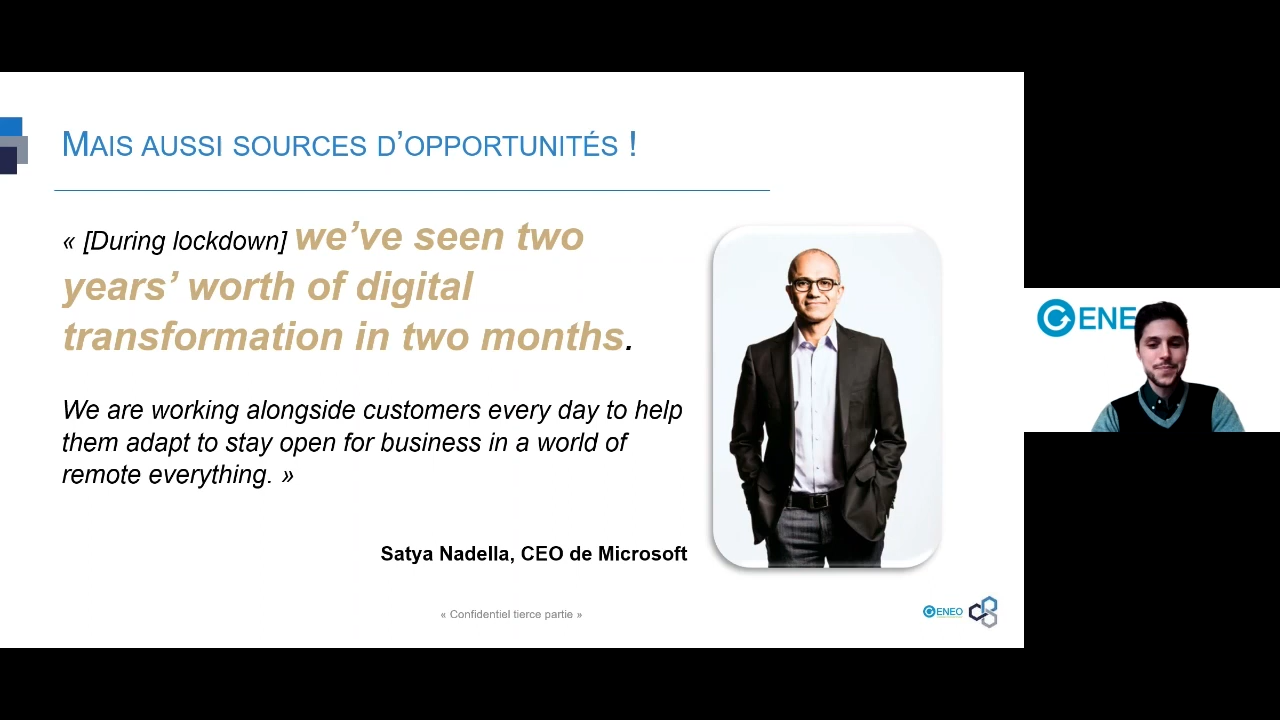 MAIS AUSSI SOURCES D’OPPORTUNITÉS !
« [During lockdown] we’ve seen two
years’ worth of digital
transformation in two months.
We are working alongside customers every day to help
them adapt to stay open for business in a world of
remote everything. »
Satya Nadella, CEO de Microsoft
« Confidentiel tierce partie »
GENEO
GENE